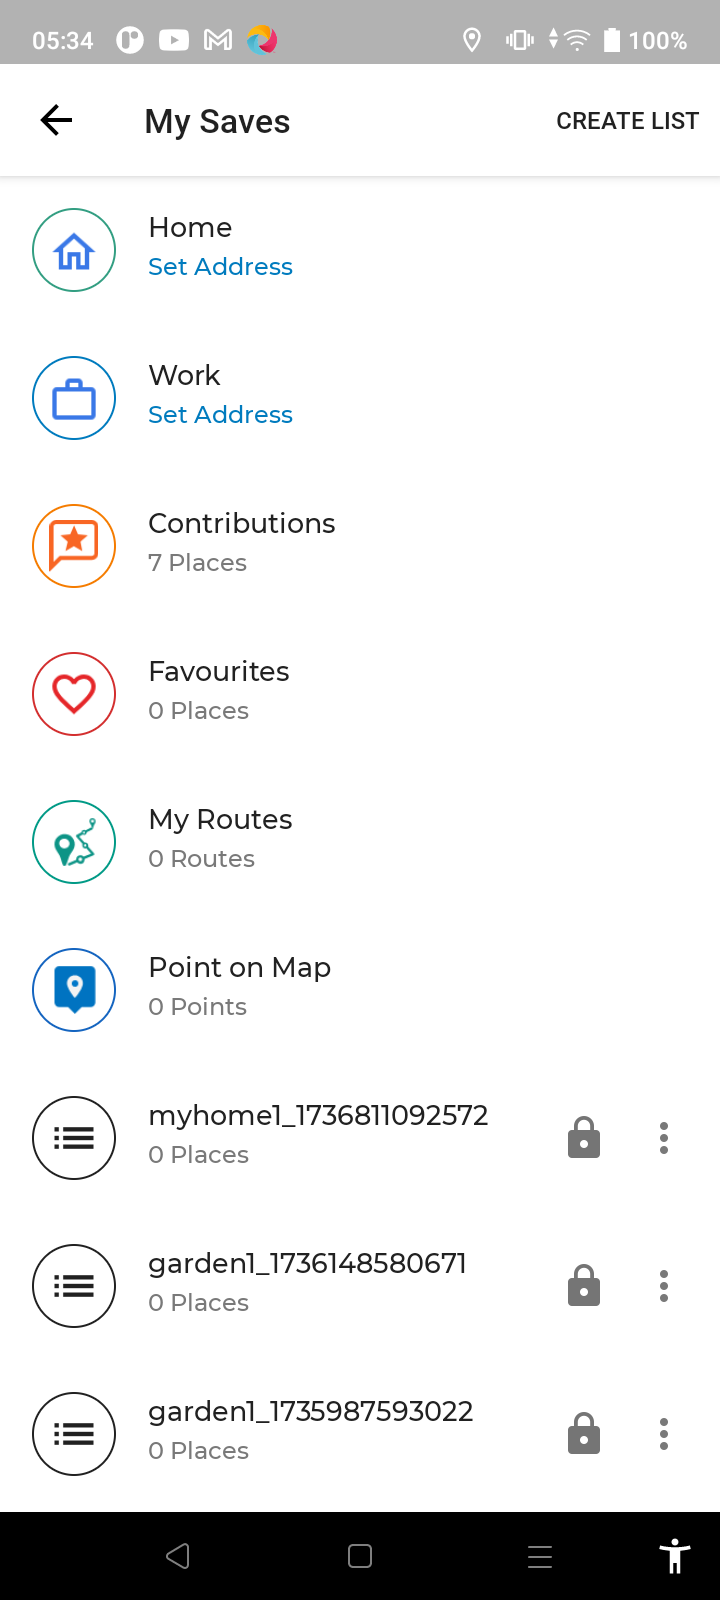 05:34
100%
My Saves
CREATE LIST
Home
Set Address
Work
Set Address
Contributions
7 Places
Favourites
0 Places
My Routes
0 Routes
Point on Map
0 Points
myhome1_1736811092572
0 Places
garden1_1736148580671
0 Places
garden1_1735987593022
0 Places